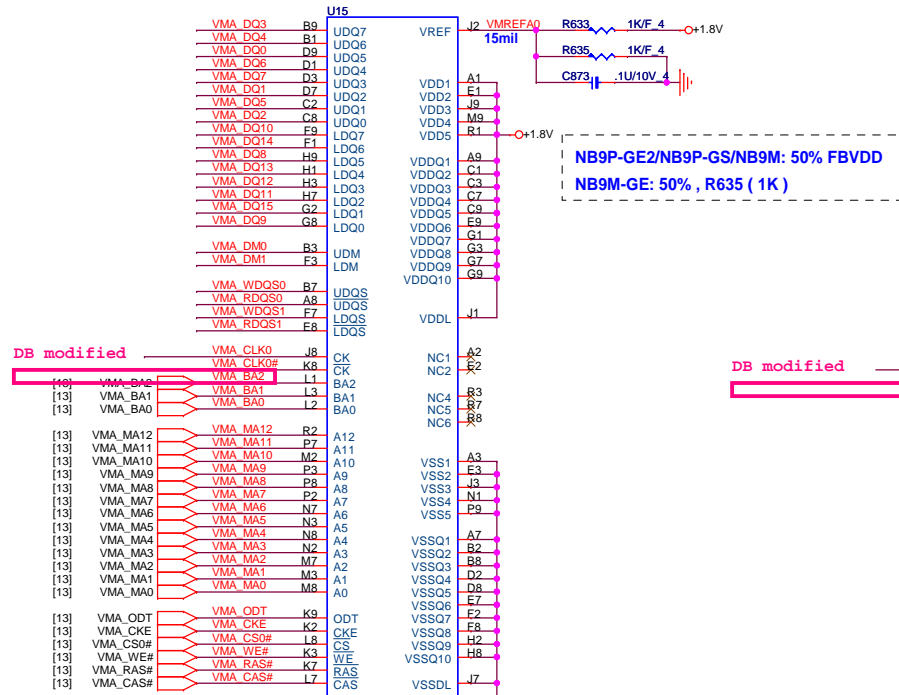 U15
VMA_DQ3 B9 UDQ7 VREF J2 VMREFA0 R633 1K/F_4 +1.8V
VMA_DQ4 B1 UDQ6 15mil
VMA_DQ0 D9 UDQ5 R635 1K/F_4
VMA_DQ6 D1 UDQ4
VMA_DQ7 D3 UDQ3 VDD1 A1 C873 .1U/10V_4
VMA_DQ1 D7 UDQ2 VDD2 E1
VMA_DQ5 C2 UDQ1 VDD3 J9
VMA_DQ2 C8 UDQ0 VDD4 M9
VMA_DQ10 F9 LDQ7 VDD5 R1 +1.8V
VMA_DQ14 F1 LDQ6
VMA_DQ8 H9 LDQ5 VDDQ1 A9 NB9P-GE2/NB9P-GS/NB9M: 50% FBVDD
VMA_DQ13 H1 LDQ4 VDDQ2 C1
VMA_DQ12 H3 LDQ3 VDDQ3 C3 NB9M-GE: 50% , R635 ( 1K )
VMA_DQ11 H7 LDQ2 VDDQ4 C7
VMA_DQ15 G2 LDQ1 VDDQ5 C9
VMA_DQ9 G8 LDQ0 VDDQ6 E9
VDDQ7 G1
VMA_DM0 B3 UDM VDDQ8 G3
VMA_DM1 F3 LDM VDDQ9 G7
VDDQ10 G9
VMA_WDQS0 B7 UDQS
VMA_RDQS0 A8 UDQS
VMA_WDQS1 F7 LDQS VDDL J1
VMA_RDQS1 E8 LDQS
DB modified VMA_CLK0 J8 CK NC1 A2
VMA_CLK0# K8 CK NC2 E2 DB modified
[13] VMA_BA2 VMA_BA2 L1 BA2
[13] VMA_BA1 VMA_BA1 L3 BA1 NC4 R3
[13] VMA_BA0 VMA_BA0 L2 BA0 NC5 R7
NC6 R8
[13] VMA_MA12 VMA_MA12 R2 A12
[13] VMA_MA11 VMA_MA11 P7 A11
[13] VMA_MA10 VMA_MA10 M2 A10 VSS1 A3
[13] VMA_MA9 VMA_MA9 P3 A9 VSS2 E3
[13] VMA_MA8 VMA_MA8 P8 A8 VSS3 J3
[13] VMA_MA7 VMA_MA7 P2 A7 VSS4 N1
[13] VMA_MA6 VMA_MA6 N7 A6 VSS5 P9
[13] VMA_MA5 VMA_MA5 N3 A5
[13] VMA_MA4 VMA_MA4 N8 A4 VSSQ1 A7
[13] VMA_MA3 VMA_MA3 N2 A3 VSSQ2 B2
[13] VMA_MA2 VMA_MA2 M7 A2 VSSQ3 B8
[13] VMA_MA1 VMA_MA1 M3 A1 VSSQ4 D2
[13] VMA_MA0 VMA_MA0 M8 A0 VSSQ5 D8
VSSQ6 E7
[13] VMA_ODT VMA_ODT K9 ODT VSSQ7 F2
[13] VMA_CKE VMA_CKE K2 CKE VSSQ8 F8
[13] VMA_CS0# VMA_CS0# L8 CS VSSQ9 H2
[13] VMA_WE# VMA_WE# K3 WE VSSQ10 H8
[13] VMA_RAS# VMA_RAS# K7 RAS
[13] VMA_CAS# VMA_CAS# L7 CAS VSSDL J7